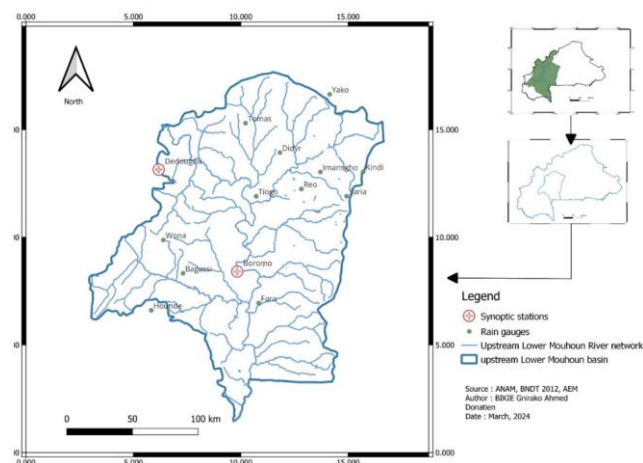 0.000 5.000 10.000 15.000 0.000
North
Yako
Tomas
Didyr
Dedougou
Imansgho
Kindi
Reo
Tiogo
Wona
Boromo
Bagassi
Fara
Hounde
15.000
10.000
5.000
0.000
0 50 100 km
5.000 10.000 15.000
Legend
Synoptic stations
Rain gauges
Upstream Lower Mouhoun River network
upstream Lower Mouhoun basin
Source : ANAM, BNDT 2012, AEM
Author : BIKIE Gnirako Ahmed
Donatien
Date : March, 2024